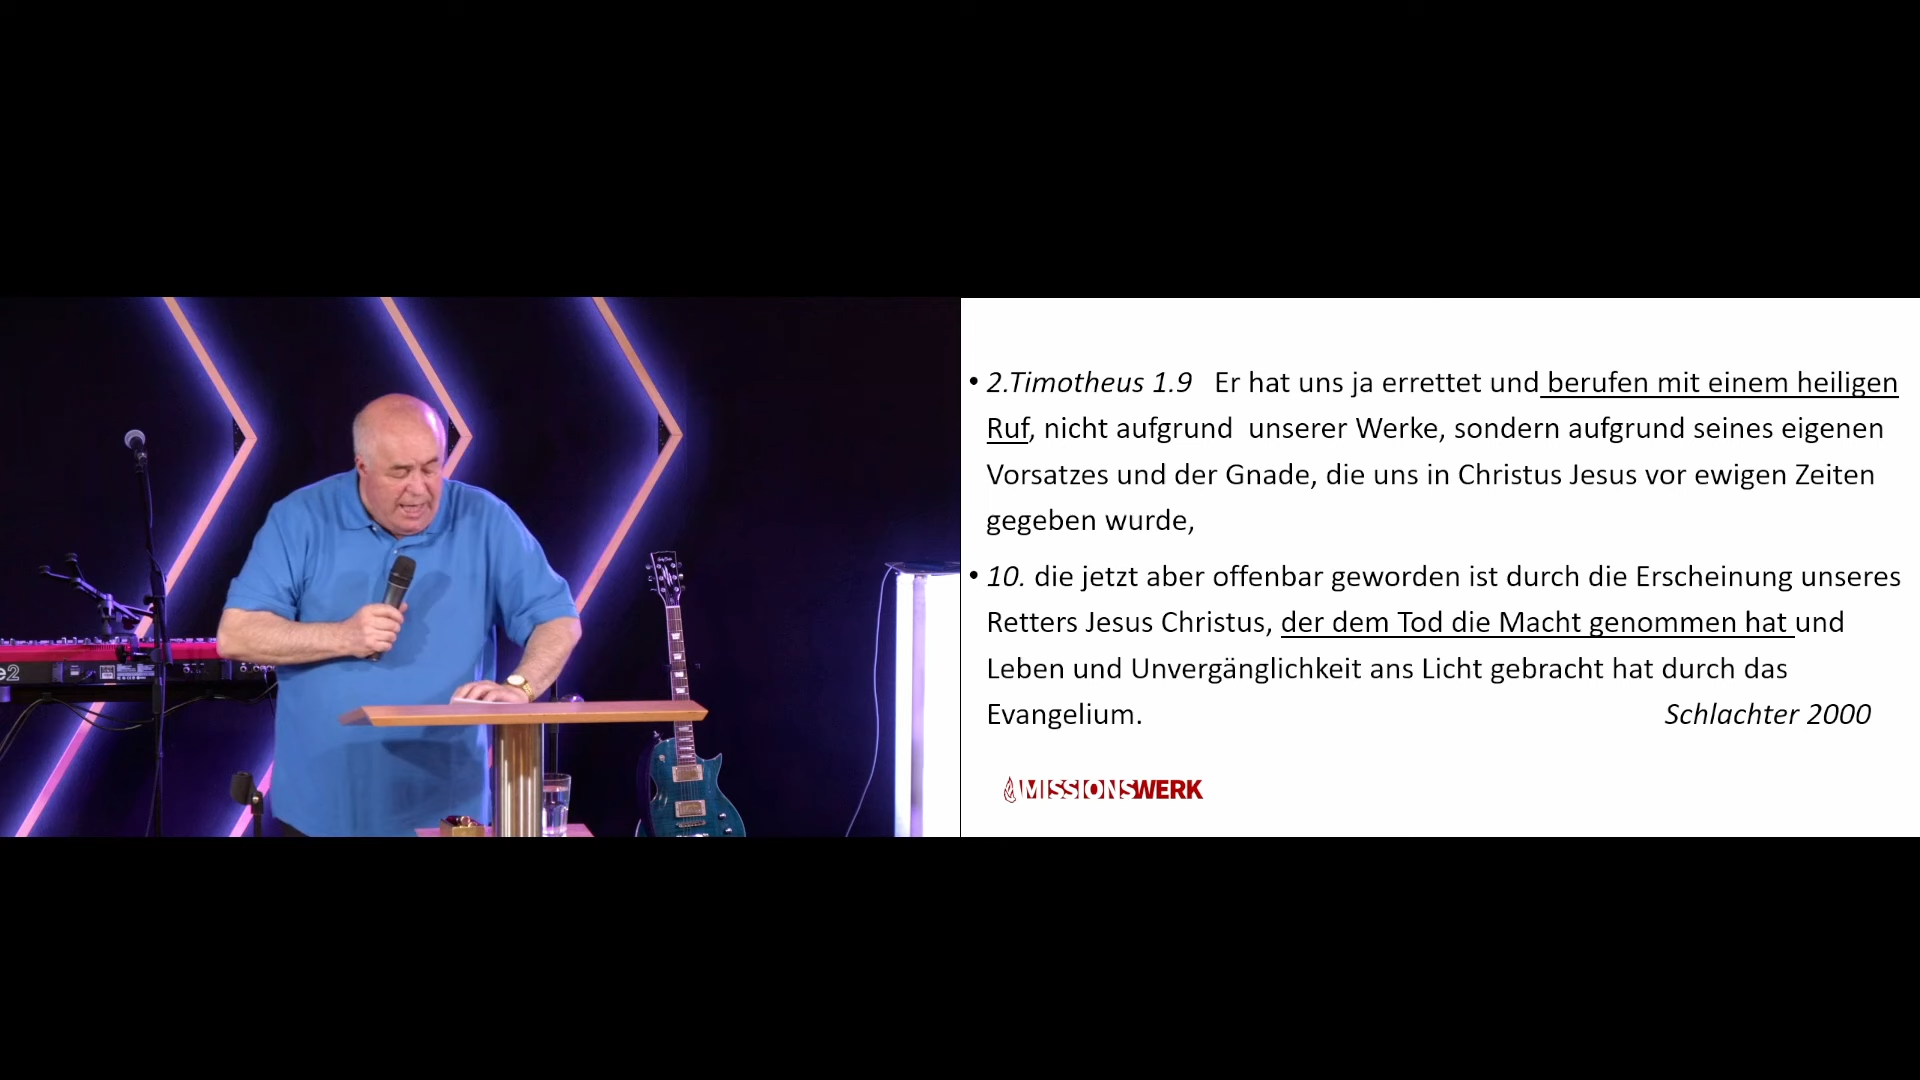 • 2.Timotheus 1.9 Er hat uns ja errettet und berufen mit einem heiligen
Ruf, nicht aufgrund unserer Werke, sondern aufgrund seines eigenen
Vorsatzes und der Gnade, die uns in Christus Jesus vor ewigen Zeiten
gegeben wurde,
• 10. die jetzt aber offenbar geworden ist durch die Erscheinung unseres
Retters Jesus Christus, der dem Tod die Macht genommen hat und
Leben und Unvergänglichkeit ans Licht gebracht hat durch das
Evangelium. Schlachter 2000
MISSIONSWERK